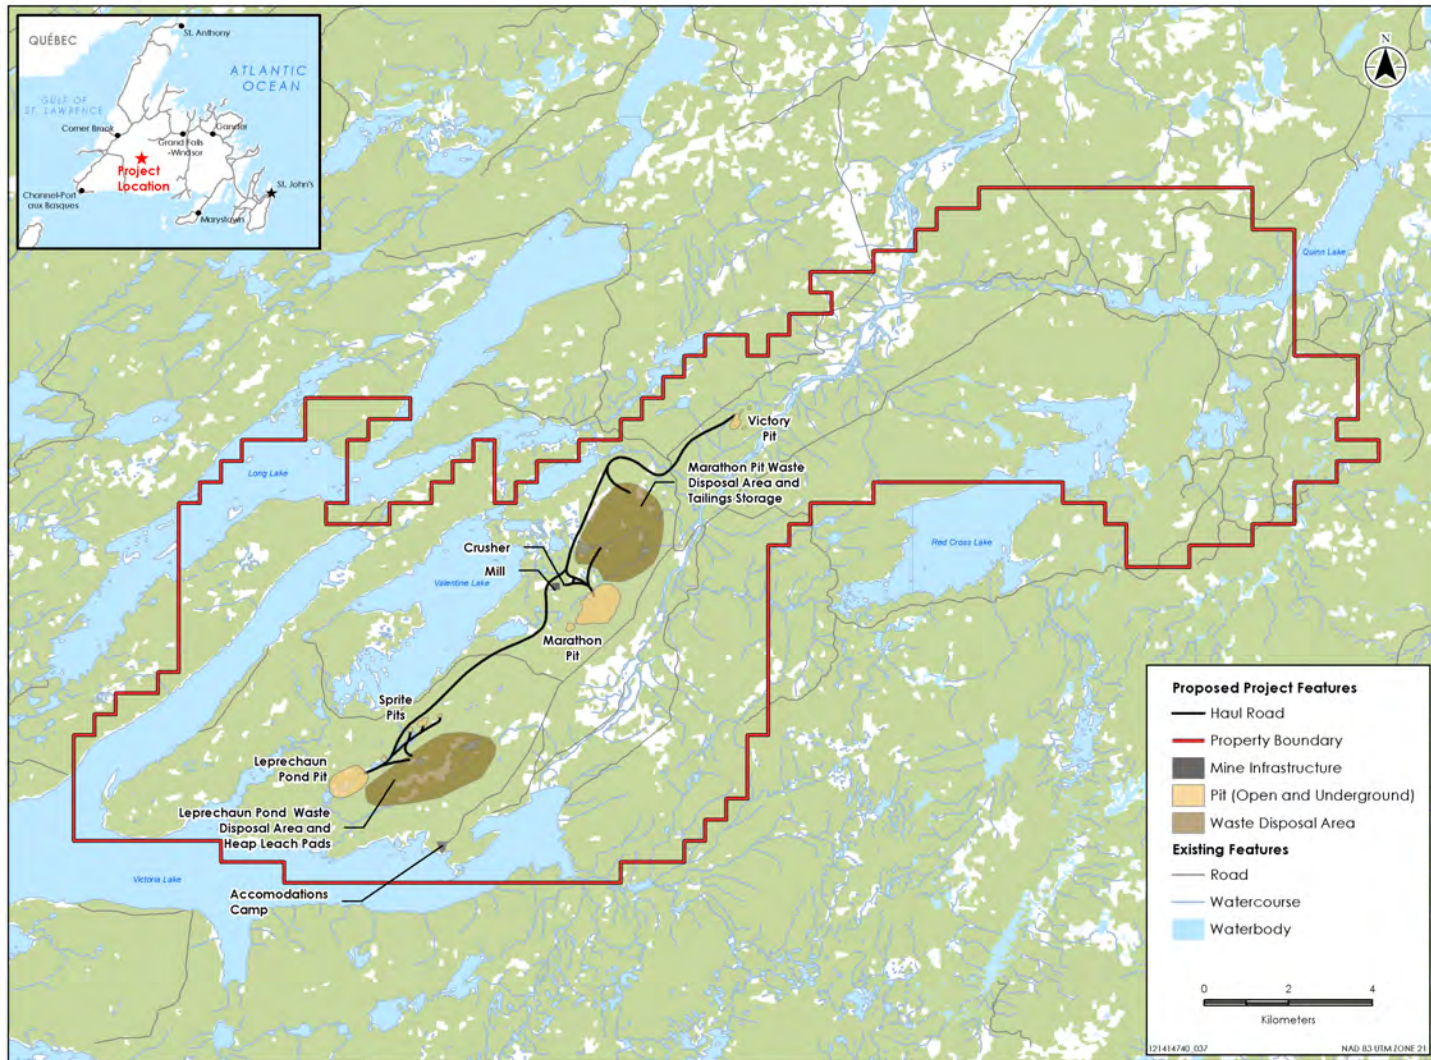 QUÉBEC
St. Anthony
ATLANTIC
OCEAN
GULF OF
ST. LAWRENCE
Corner Brook
Gander
Grand Falls
-Windsor
Project
Location
Channel-Port
aux Basques
St. John's
Marystown
N
Quinn Lake
Long Lake
Victory
Pit
Marathon Pit Waste
Disposal Area and
Tailings Storage
Crusher
Mill
Valentine Lake
Red Cross Lake
Marathon
Pit
Sprite
Pits
Leprechaun
Pond Pit
Leprechaun Pond Waste
Disposal Area and
Heap Leach Pads
Victoria Lake
Accomodations
Camp
Proposed Project Features
Haul Road
Property Boundary
Mine Infrastructure
Pit (Open and Underground)
Waste Disposal Area
Existing Features
Road
Watercourse
Waterbody
0 2 4
Kilometers
121414740_037
NAD 83 UTM ZONE 21